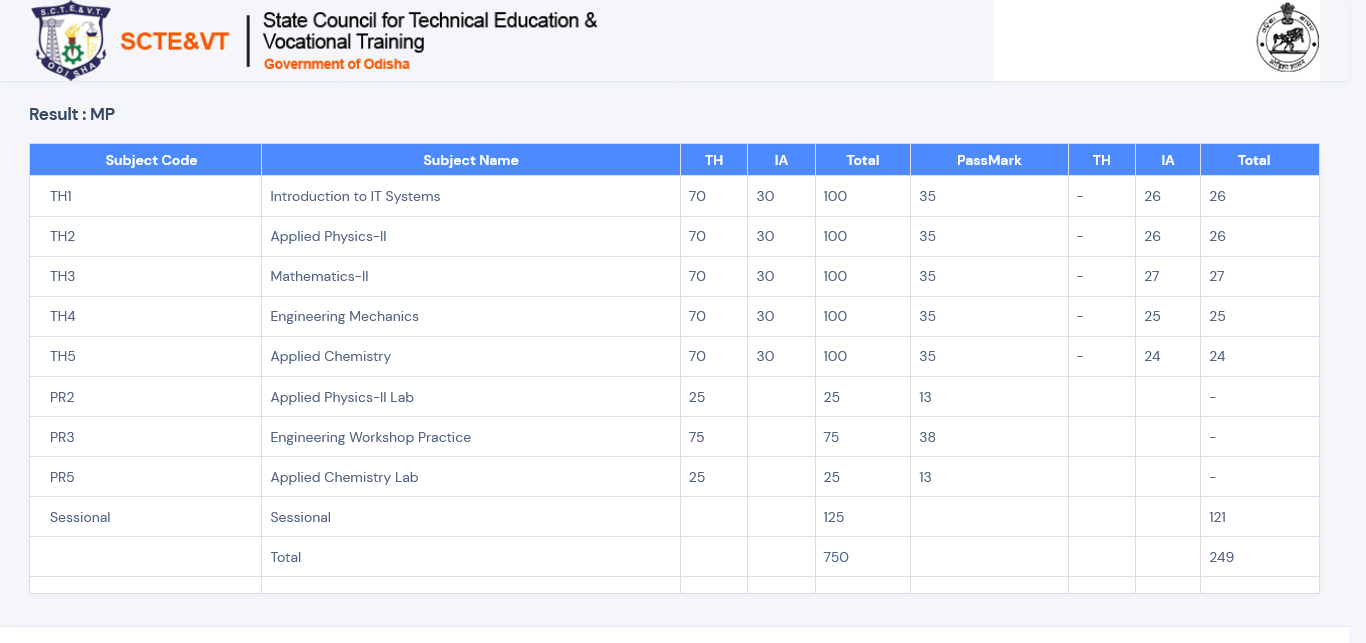 S.C.T.E.&V.T.
ODISHA
SCTE&VT
State Council for Technical Education &
Vocational Training
Government of Odisha
Result : MP
Subject Code Subject Name TH IA Total PassMark TH IA Total
TH1 Introduction to IT Systems 70 30 100 35 - 26 26
TH2 Applied Physics-II 70 30 100 35 - 26 26
TH3 Mathematics-II 70 30 100 35 - 27 27
TH4 Engineering Mechanics 70 30 100 35 - 25 25
TH5 Applied Chemistry 70 30 100 35 - 24 24
PR2 Applied Physics-II Lab 25 25 13 -
PR3 Engineering Workshop Practice 75 75 38 -
PR5 Applied Chemistry Lab 25 25 13 -
Sessional Sessional 125 121
Total 750 249